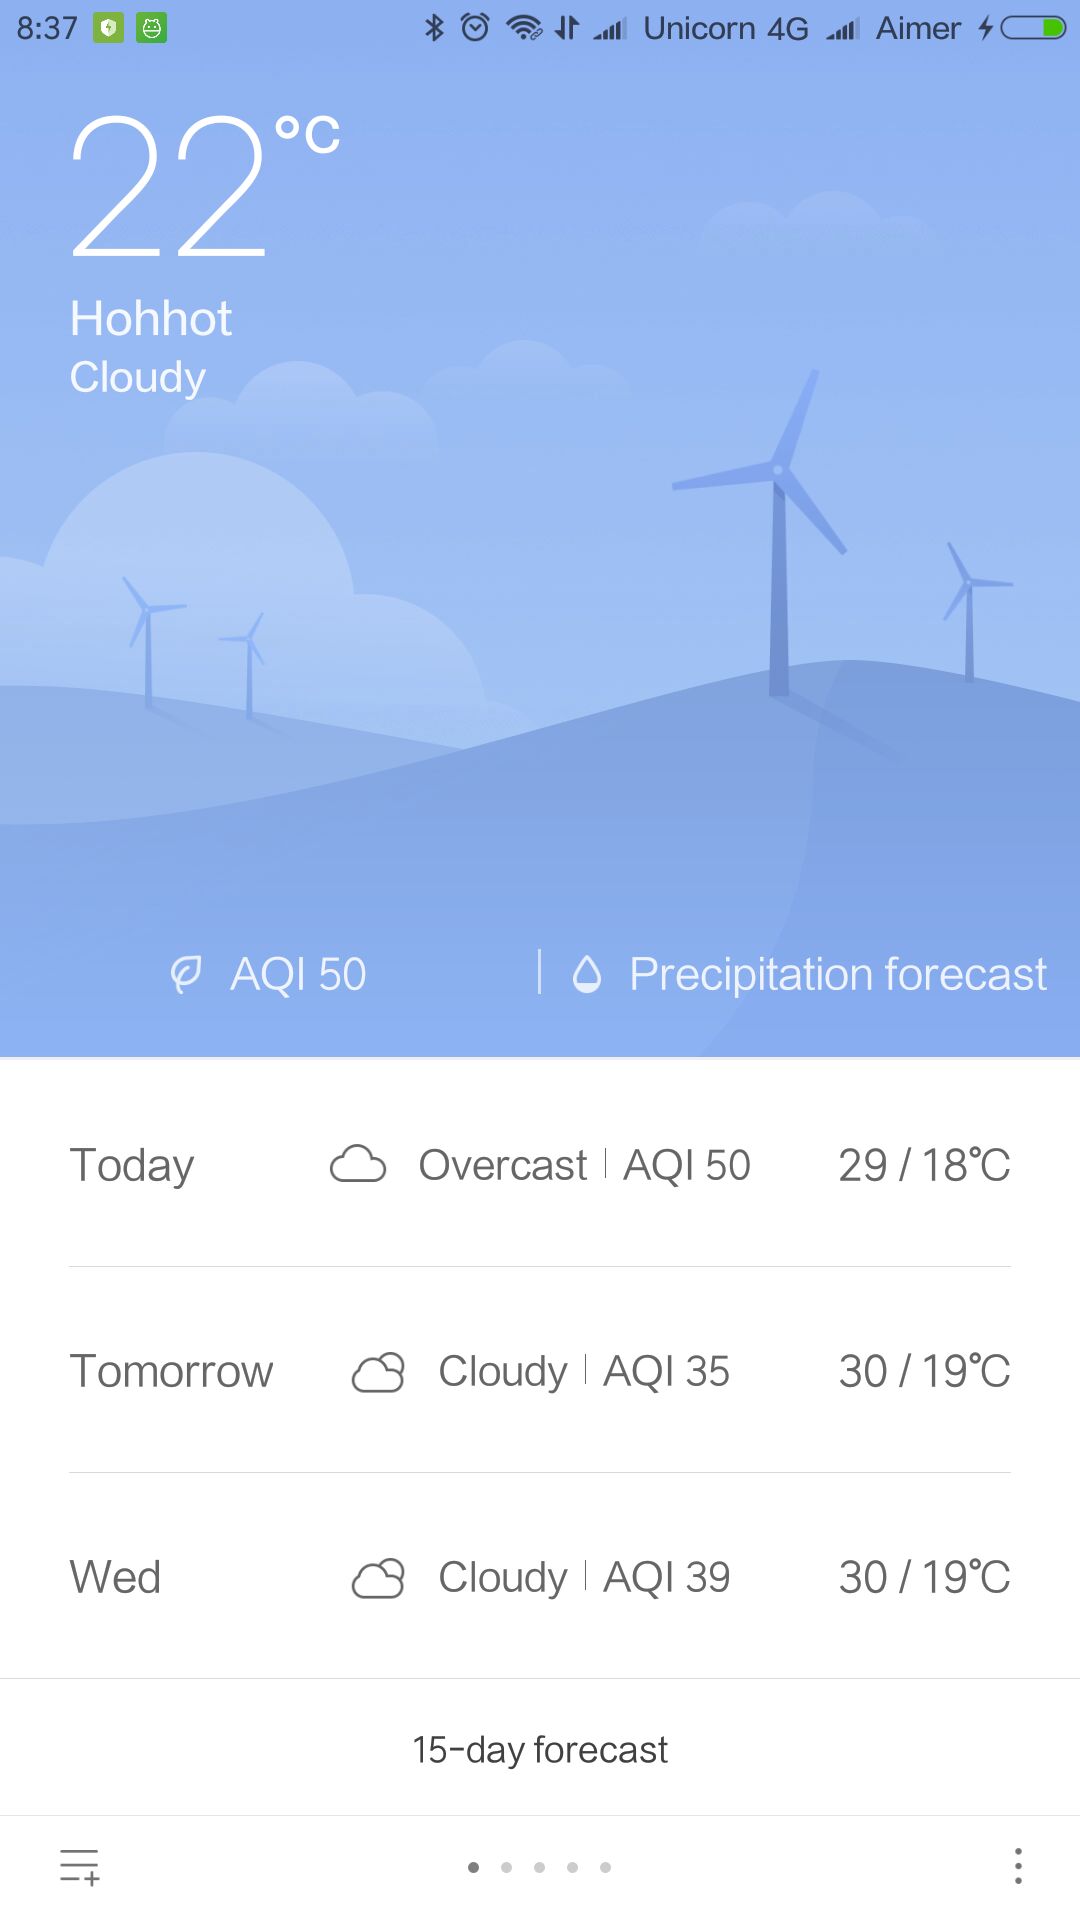 8:37 Unicorn 4G Aimer
22°C
Hohhot
Cloudy
AQI 50 Precipitation forecast
Today Overcast AQI 50 29 / 18°C
Tomorrow Cloudy AQI 35 30 / 19°C
Wed Cloudy AQI 39 30 / 19°C
15-day forecast